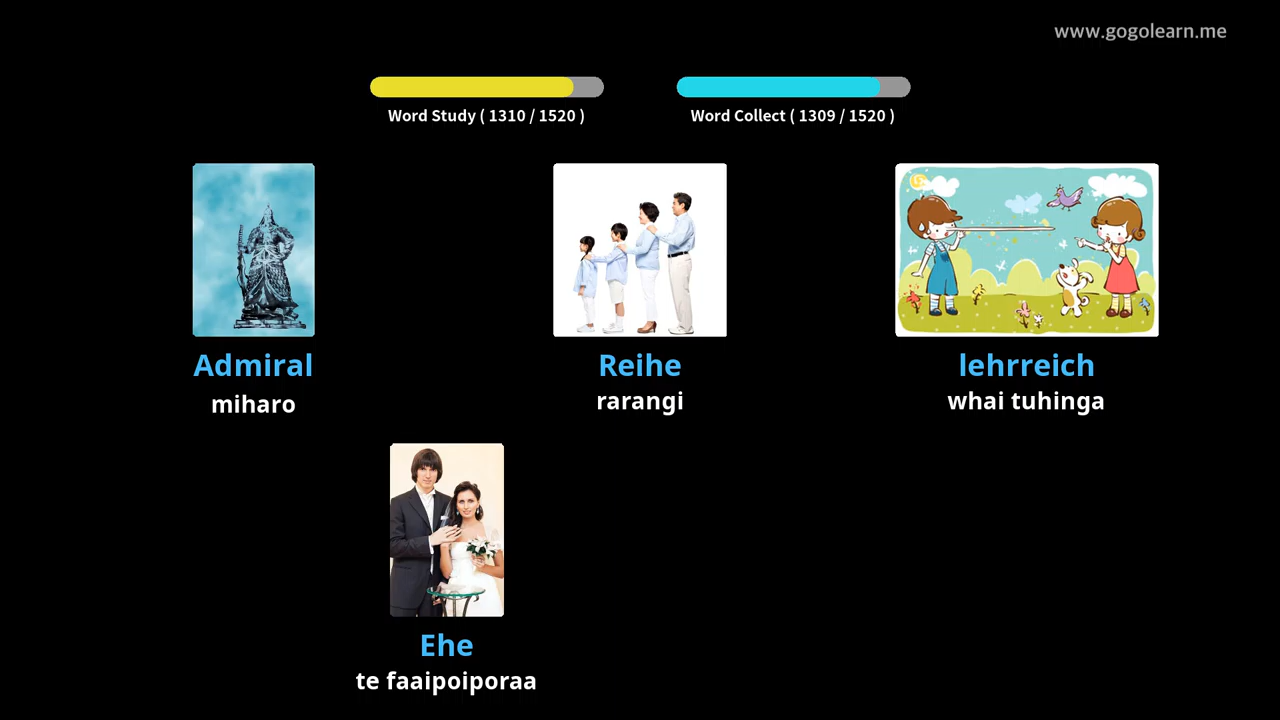 www.gogolearn.me
Word Study ( 1310 / 1520 )
Word Collect ( 1309 / 1520 )
Admiral
miharo
Reihe
rarangi
lehrreich
whai tuhinga
Ehe
te faaipoiporaa